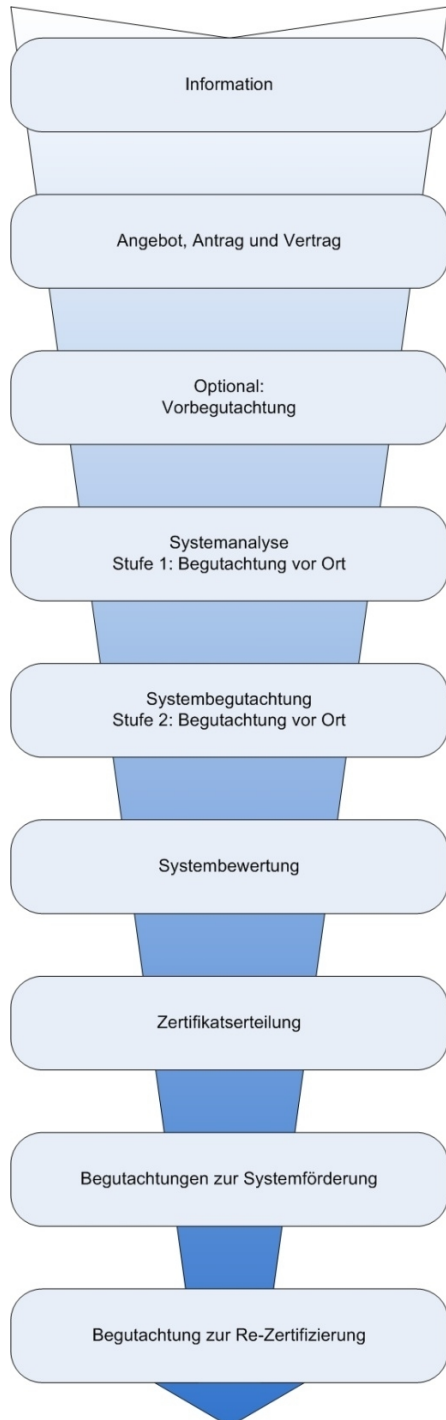 Information
Angebot, Antrag und Vertrag
Optional:
Vorbegutachtung
Systemanalyse
Stufe 1: Begutachtung vor Ort
Systembegutachtung
Stufe 2: Begutachtung vor Ort
Systembewertung
Zertifikatserteilung
Begutachtungen zur Systemförderung
Begutachtung zur Re-Zertifizierung